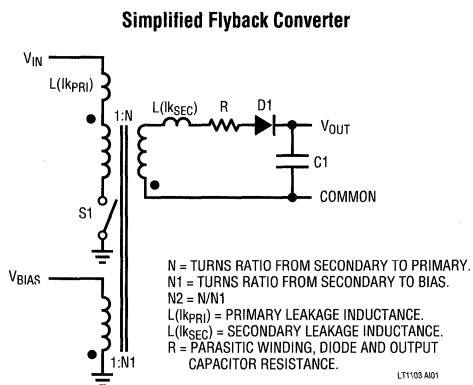 Simplified Flyback Converter
VIN
L(lkPRI)
1:N
L(lkSEC)
R
D1
VOUT
C1
COMMON
S1
VBIAS
1:N1
N = TURNS RATIO FROM SECONDARY TO PRIMARY.
N1 = TURNS RATIO FROM SECONDARY TO BIAS.
N2 = N/N1
L(lkPRI) = PRIMARY LEAKAGE INDUCTANCE.
L(lkSEC) = SECONDARY LEAKAGE INDUCTANCE.
R = PARASITIC WINDING, DIODE AND OUTPUT
CAPACITOR RESISTANCE.
LT1103 AI01